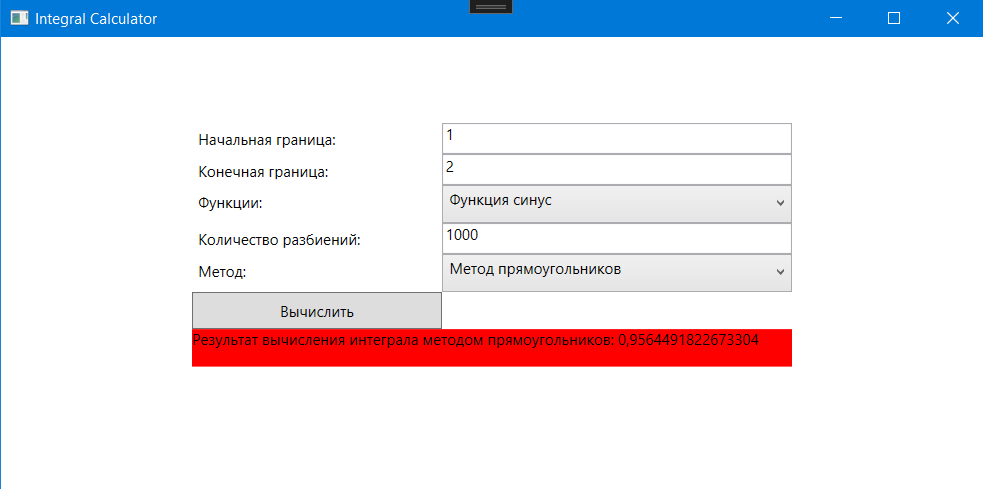 Integral Calculator
Начальная граница: 1
Конечная граница: 2
Функции: Функция синус
Количество разбиений: 1000
Метод: Метод прямоугольников
Вычислить
Результат вычисления интеграла методом прямоугольников: 0,9564491822673304